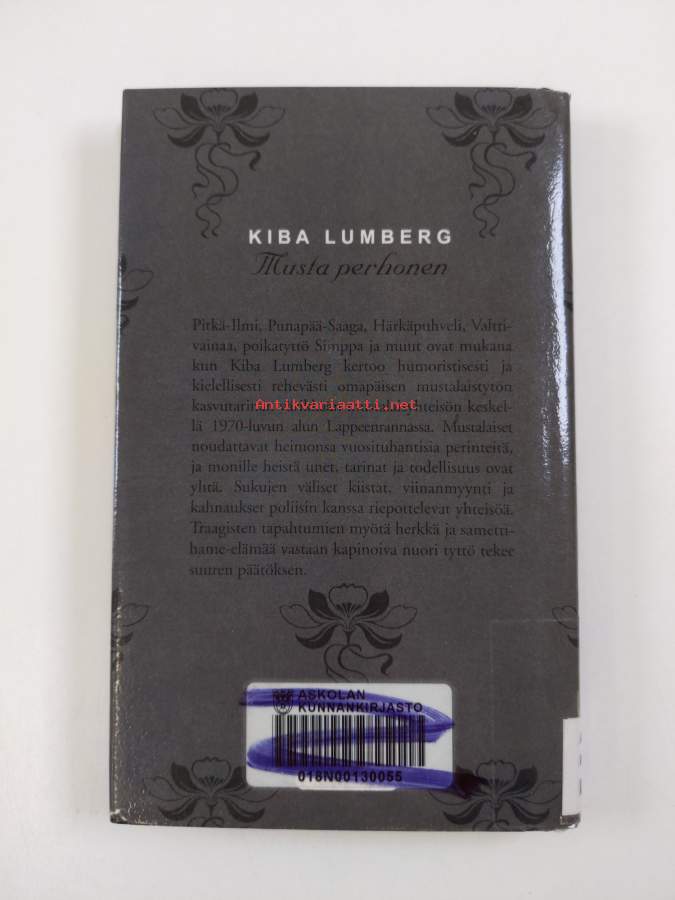 KIBA LUMBERG
Musta perhonen
Pitkä-Ilmi, Punapää-Saaga, Härkäpuhveli, Valtti-
vainaa, poikatyttö Simppa ja muut ovat mukana
kun Kiba Lumberg kertoo humoristisesti ja
kielellisesti rehevästi omapäisen mustalaistytön
Antikvariaatti.net
yhteisön keskel-
lä 1970-luvun alun Lappeenrannassa. Mustalaiset
noudattavat heimonsa vuosituhantisia perinteitä,
ja monille heistä unet, tarinat ja todellisuus ovat
yhtä. Sukujen väliset kiistat, viinanmyynti ja
kahnaukset poliisin kanssa riepottelevat yhteisöä.
Traagisten tapahtumien myötä herkkä ja sametti-
hame-elämää vastaan kapinoiva nuori tyttö tekee
suuren päätöksen.
ASKOLAN
KUNNANKIRJASTO
018N00130055